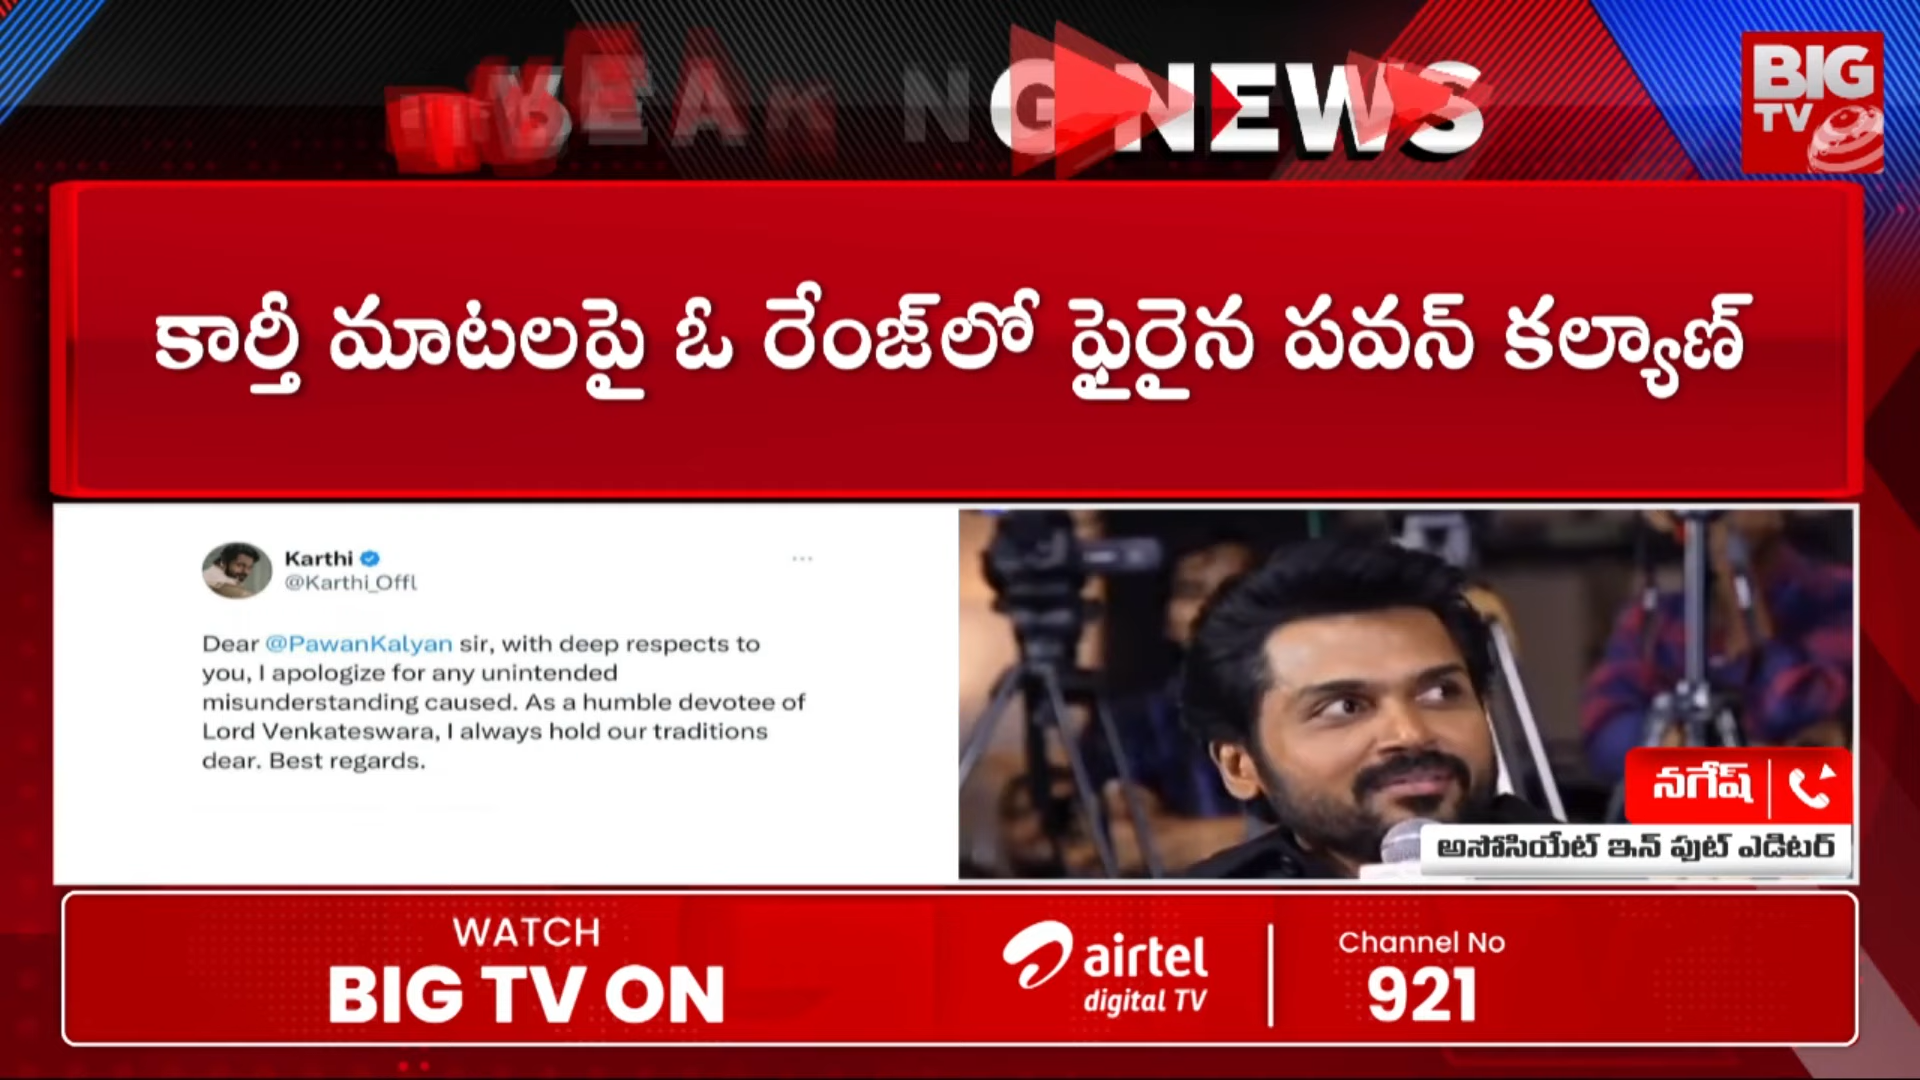 NEWS
BIG
TV
కార్తీ మాటలపై ఓ రేంజ్‌లో ఫైరైన పవన్ కల్యాణ్
Karthi
@Karthi_Offl
Dear @PawanKalyan sir, with deep respects to
you, I apologize for any unintended
misunderstanding caused. As a humble devotee of
Lord Venkateswara, I always hold our traditions
dear. Best regards.
నగేష్
అసోసియేట్ ఇన్ పుట్ ఎడిటర్
WATCH
BIG TV ON
airtel
digital TV
Channel No
921